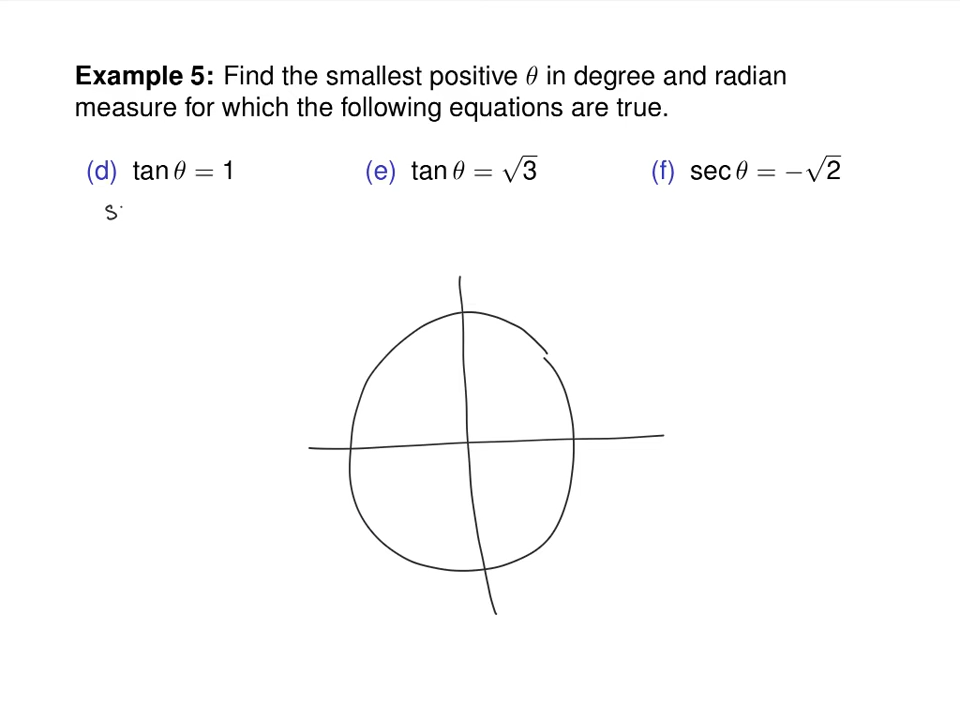 Example 5: Find the smallest positive θ in degree and radian
measure for which the following equations are true.
(d) tan θ = 1 (e) tan θ = √3 (f) sec θ = −√2
s